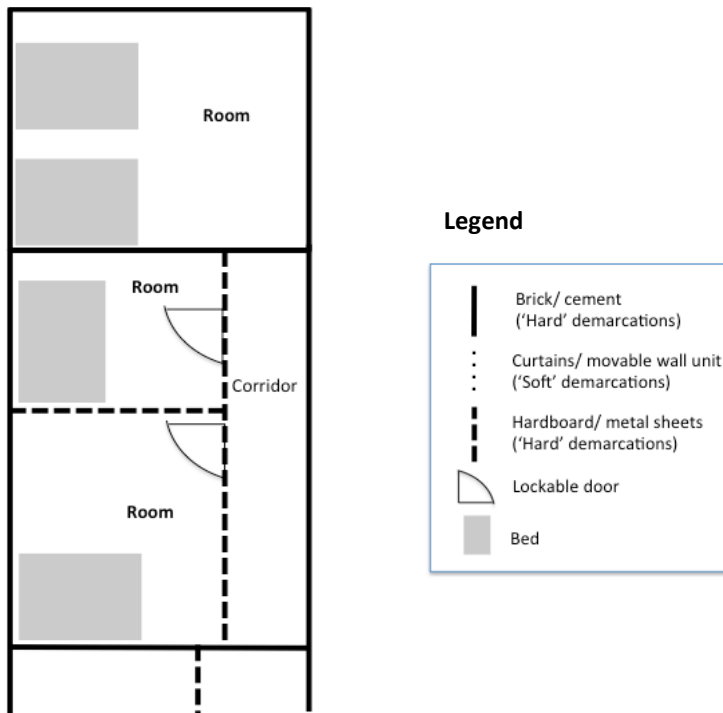 Room
Room
Corridor
Room
Legend
Brick/ cement
('Hard' demarcations)
Curtains/ movable wall unit
('Soft' demarcations)
Hardboard/ metal sheets
('Hard' demarcations)
Lockable door
Bed